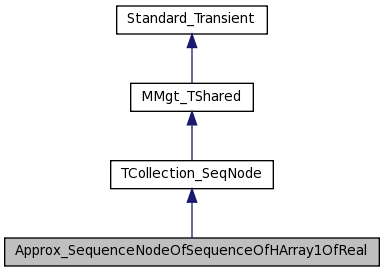 Standard_Transient
MMgt_TShared
TCollection_SeqNode
Approx_SequenceNodeOfSequenceOfHArray1OfReal